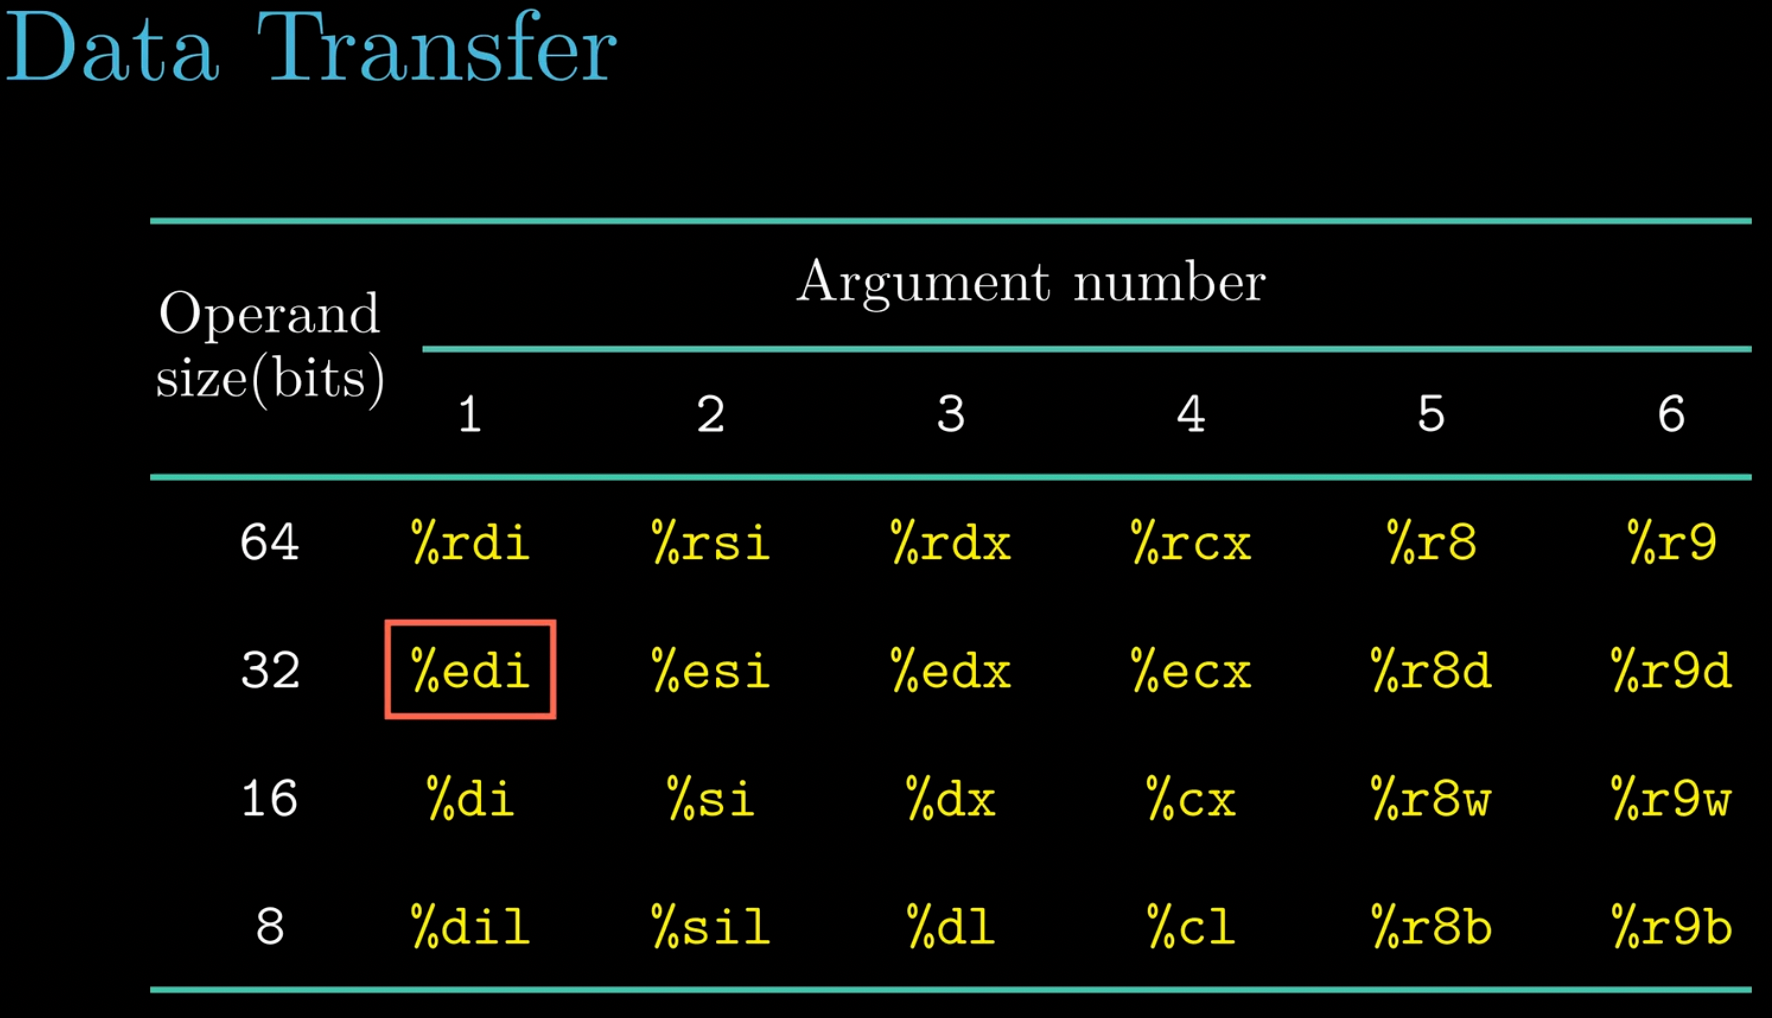 Data Transfer
Argument number
Operand
size(bits)
1 2 3 4 5 6
64 %rdi %rsi %rdx %rcx %r8 %r9
32 %edi %esi %edx %ecx %r8d %r9d
16 %di %si %dx %cx %r8w %r9w
8 %dil %sil %dl %cl %r8b %r9b